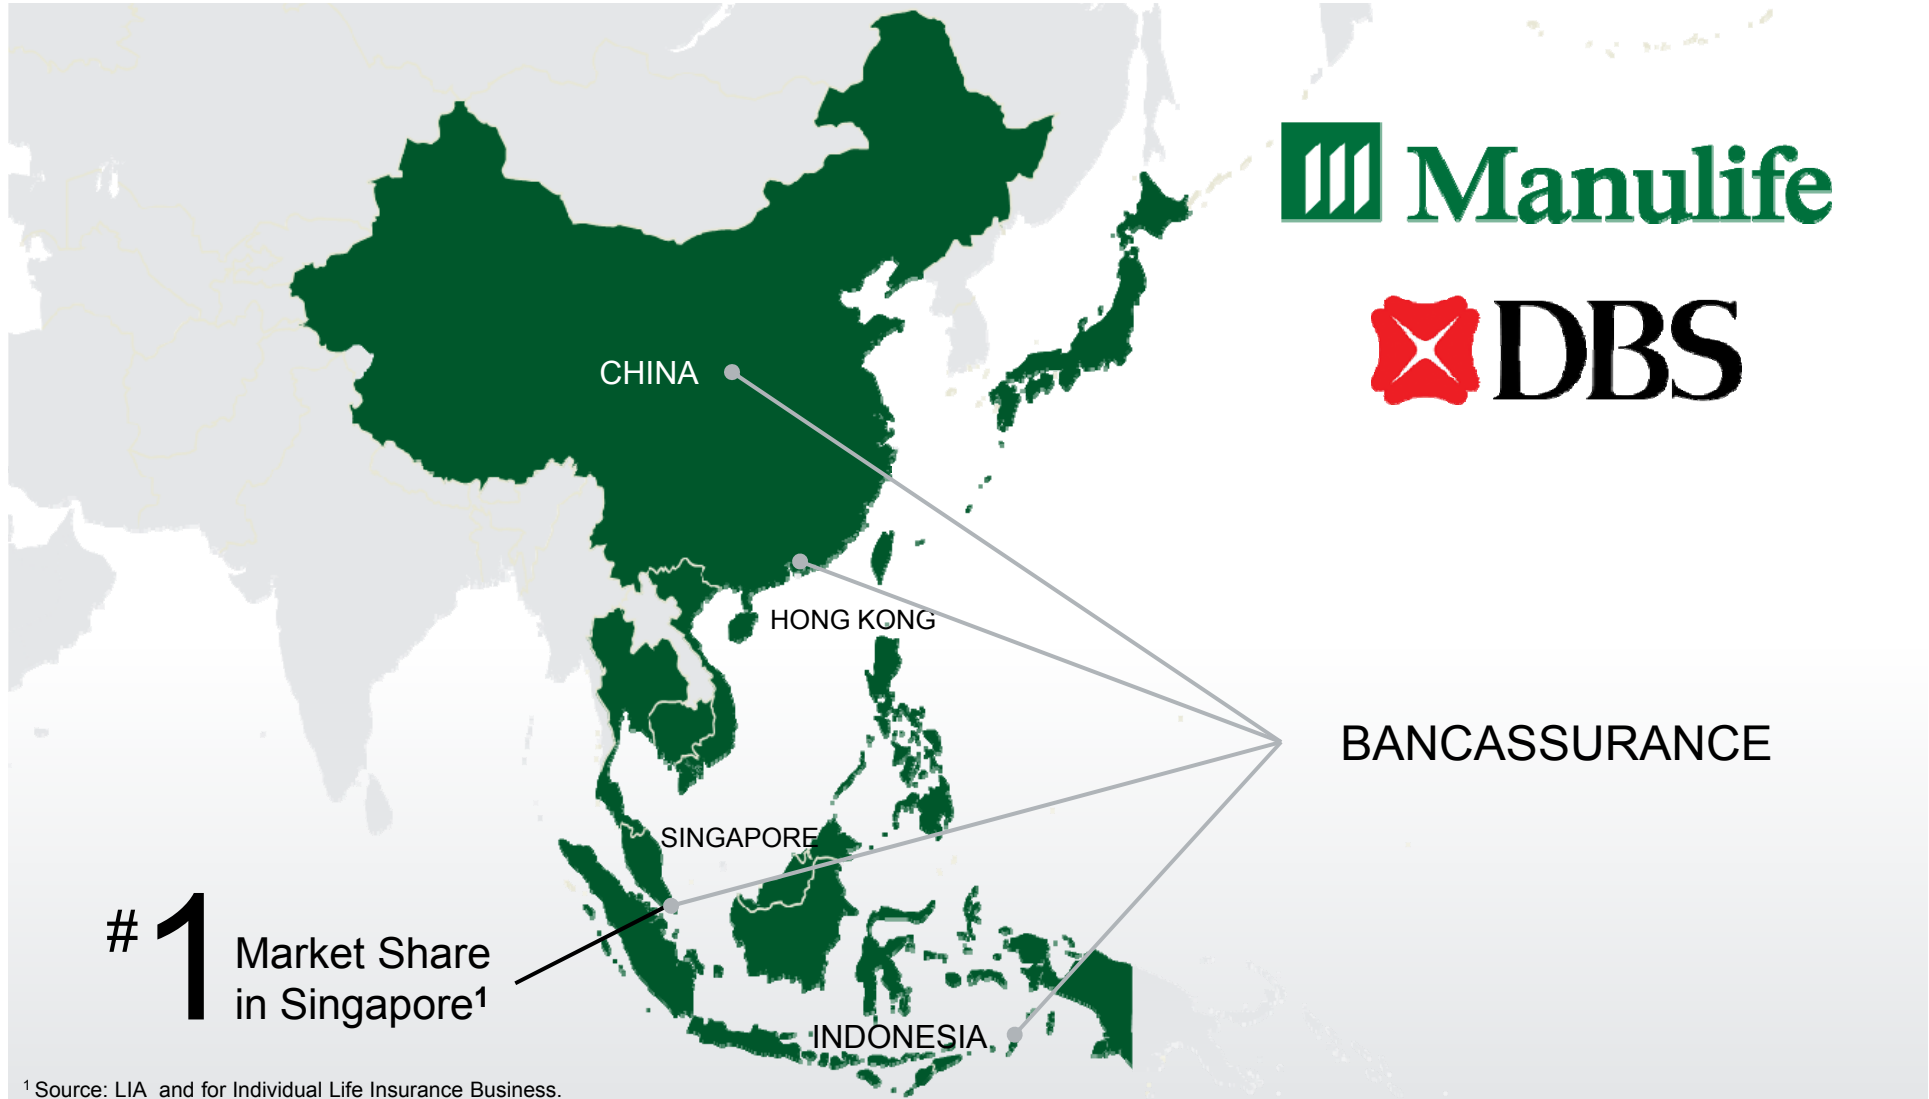 Manulife
DBS
CHINA
HONG KONG
BANCASSURANCE
SINGAPORE
#1 Market Share
in Singapore¹
INDONESIA
¹ Source: LIA and for Individual Life Insurance Business.